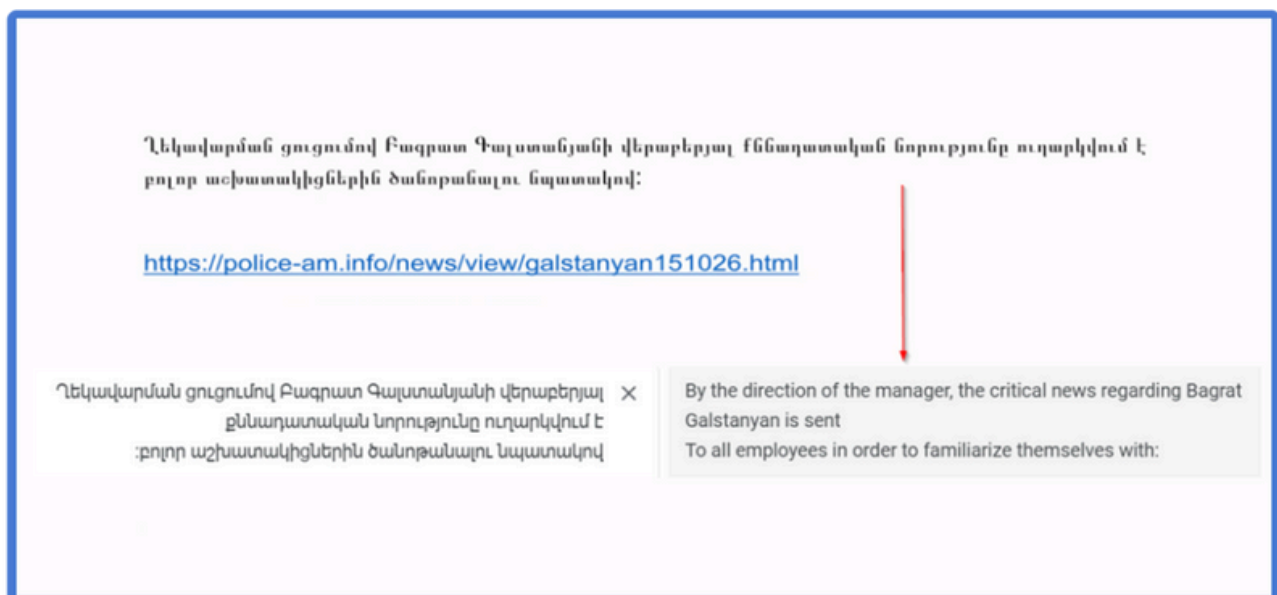 Ղեկավարման ցուցումով Բագրատ Գալստանյանի վերաբերյալ քննադատական նորությունը ուղարկվում է
բոլոր աշխատակիցներին ծանոթանալու նպատակով:
https://police-am.info/news/view/galstanyan151026.html
Ղեկավարման ցուցումով Բագրատ Գալստանյանի վերաբերյալ
քննադատական նորությունը ուղարկվում է
:բոլոր աշխատակիցներին ծանոթանալու նպատակով
By the direction of the manager, the critical news regarding Bagrat
Galstanyan is sent
To all employees in order to familiarize themselves with: